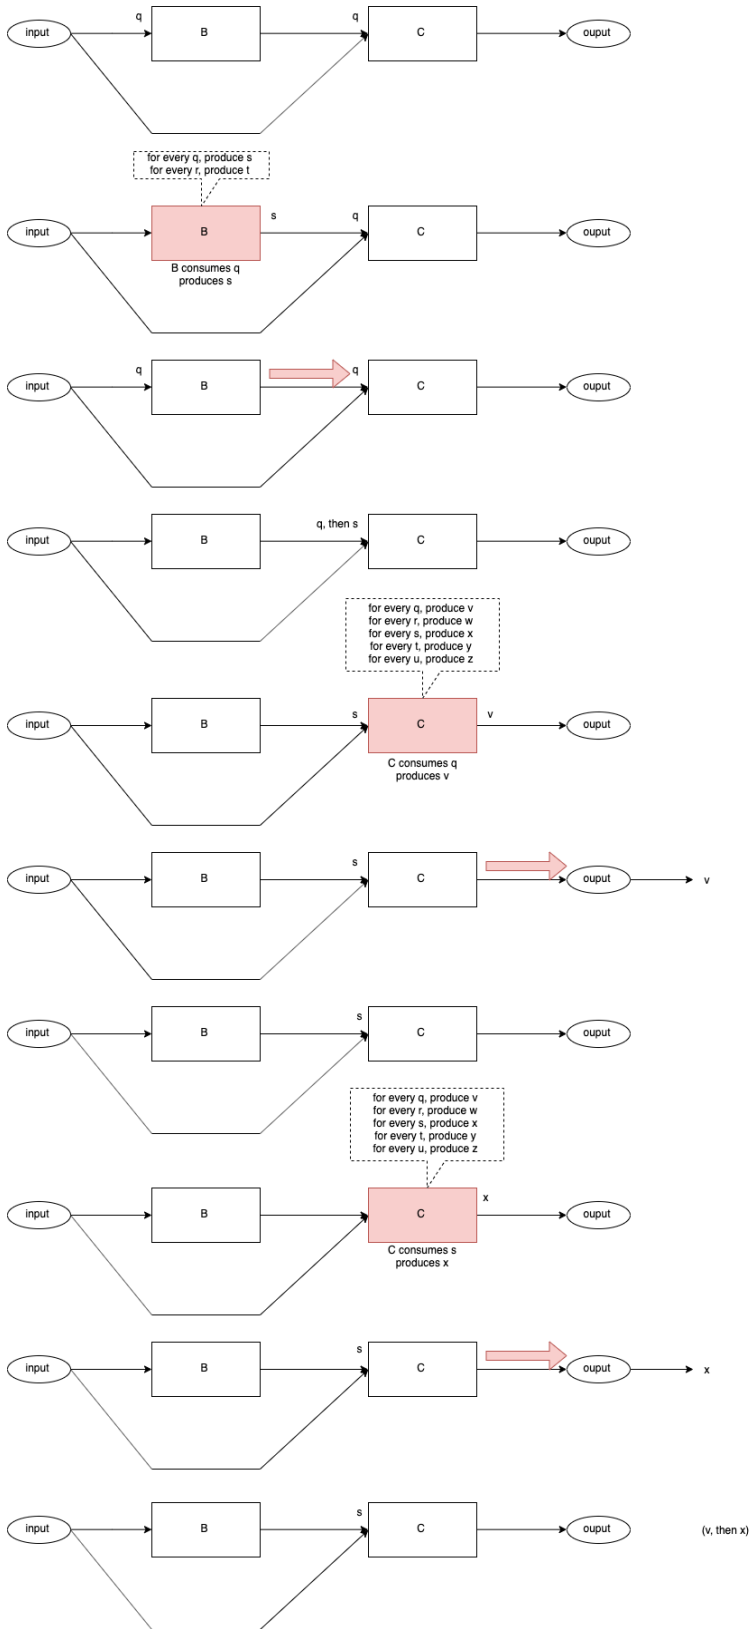 q
q
input
B
C
ouput
for every q, produce s
for every r, produce t
s
q
input
B
C
ouput
B consumes q
produces s
q
q
input
B
C
ouput
q, then s
input
B
C
ouput
for every q, produce v
for every r, produce w
for every s, produce x
for every t, produce y
for every u, produce z
s
v
input
B
C
ouput
C consumes q
produces v
s
input
B
C
ouput
v
s
input
B
C
ouput
for every q, produce v
for every r, produce w
for every s, produce x
for every t, produce y
for every u, produce z
x
input
B
C
ouput
C consumes s
produces x
s
input
B
C
ouput
x
s
input
B
C
ouput
(v, then x)